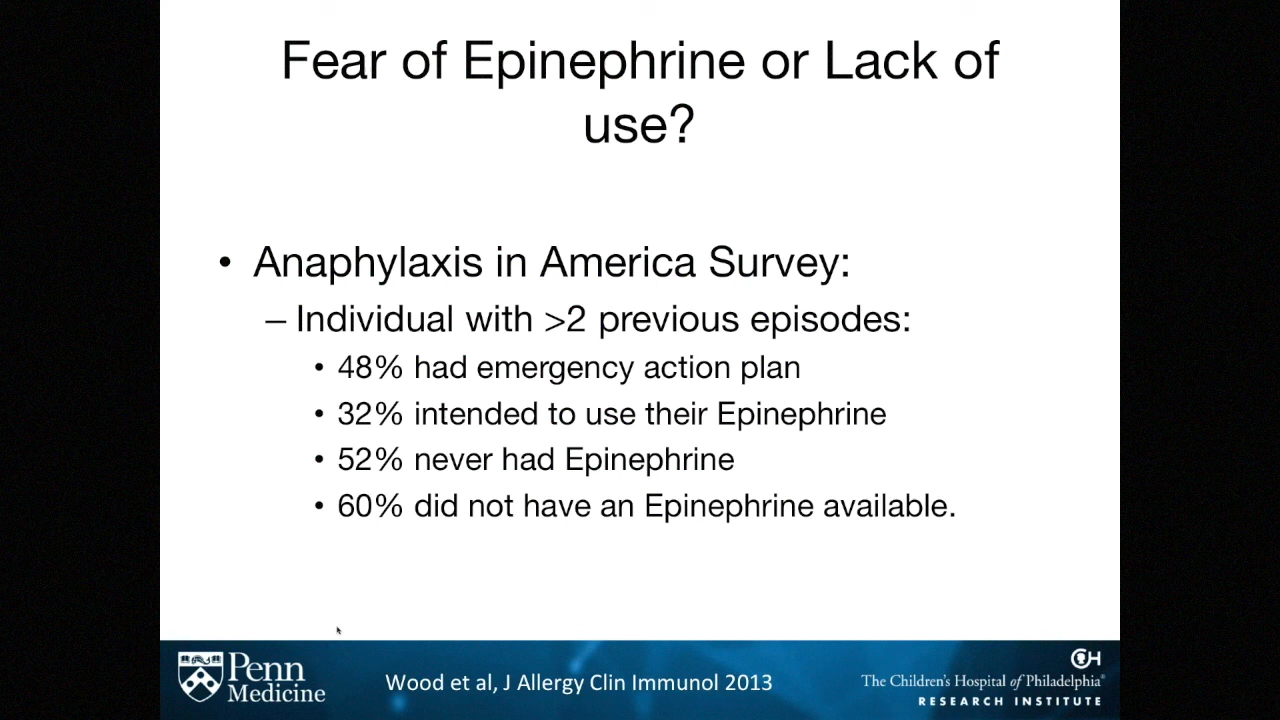 Fear of Epinephrine or Lack of
use?
• Anaphylaxis in America Survey:
– Individual with >2 previous episodes:
• 48% had emergency action plan
• 32% intended to use their Epinephrine
• 52% never had Epinephrine
• 60% did not have an Epinephrine available.
Penn
Medicine
Wood et al, J Allergy Clin Immunol 2013
CH
The Children's Hospital of Philadelphia®
RESEARCH INSTITUTE